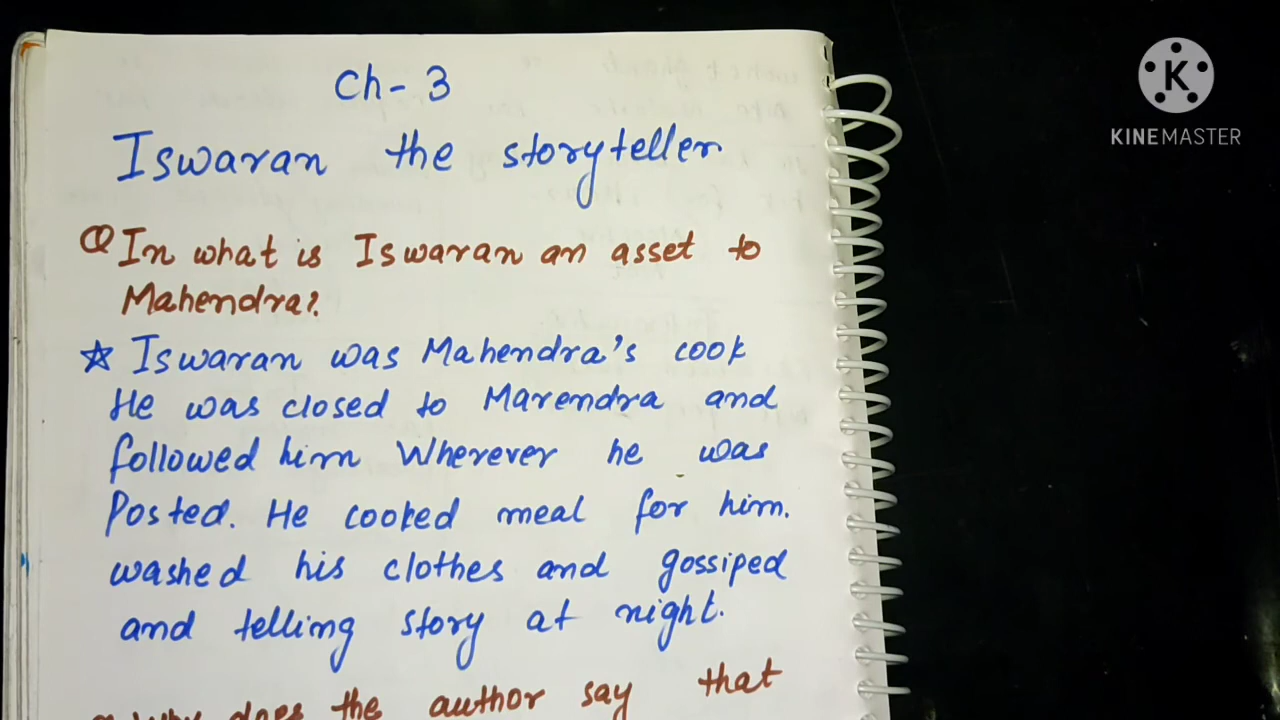 Ch-3
Iswaran the storyteller
Q In what is Iswaran an asset to
Mahendra?
☆ Iswaran was Mahendra's cook
He was closed to Marendra and
followed him Wherever he was
Posted. He cooked meal for him.
washed his clothes and gossiped
and telling story at night.
Why does the author say that
K
KINEMASTER